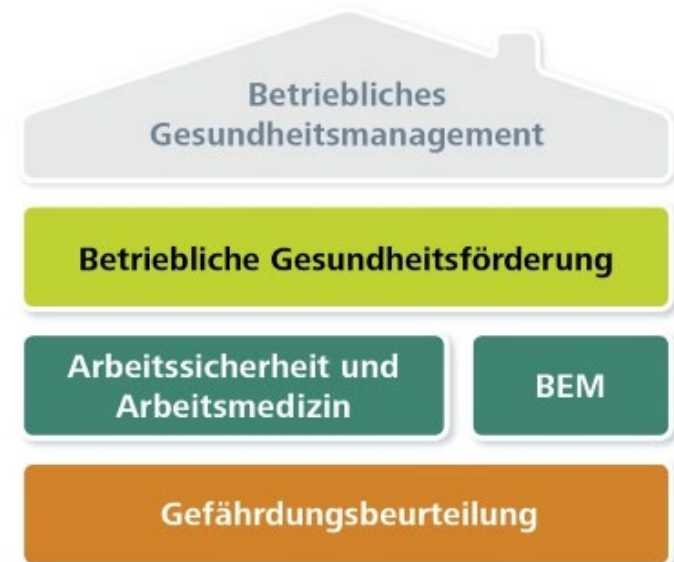 Betriebliches
Gesundheitsmanagement
Betriebliche Gesundheitsförderung
Arbeitssicherheit und
Arbeitsmedizin
BEM
Gefährdungsbeurteilung